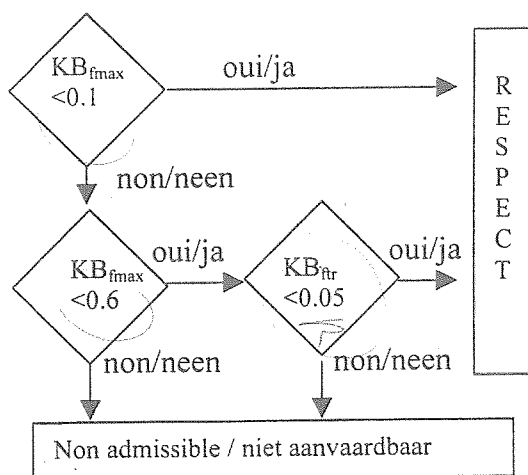 KBfmax
<0.1
oui/ja
non/neen
KBfmax
<0.6
oui/ja
KBftr
<0.05
oui/ja
RESPECT
non/neen
non/neen
Non admissible / niet aanvaardbaar